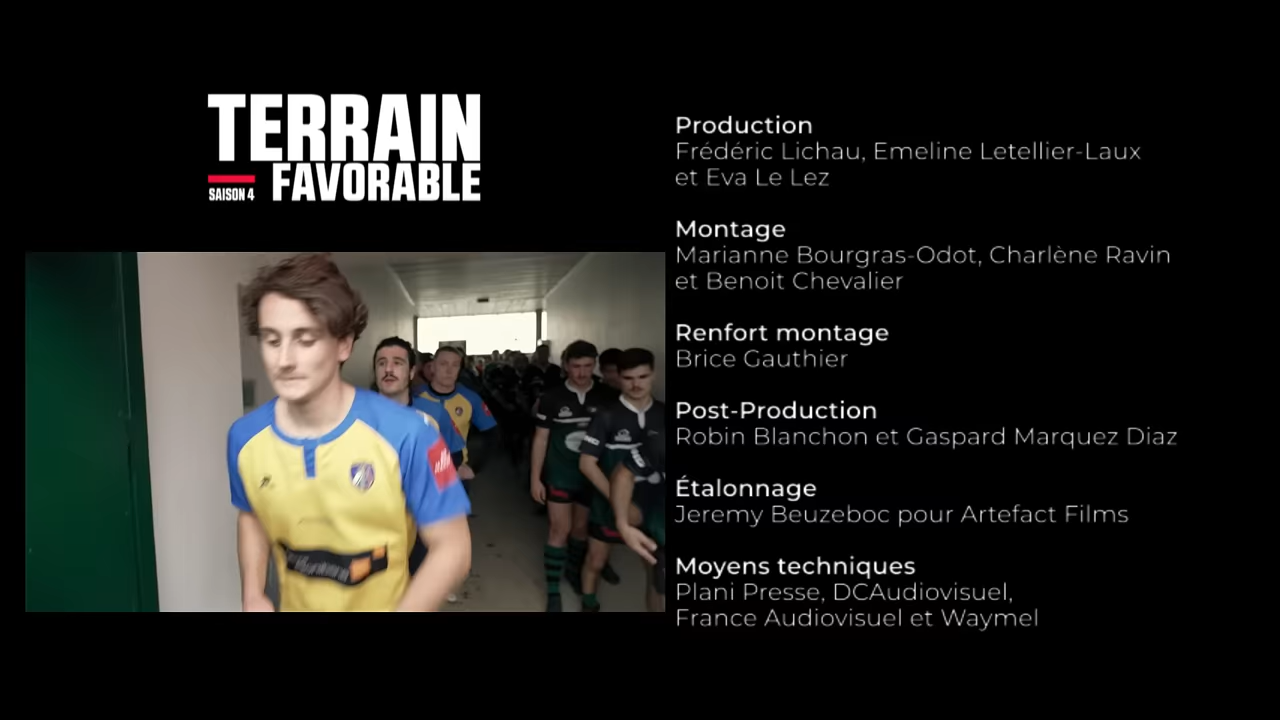 TERRAIN
FAVORABLE
SAISON 4
Production
Frédéric Lichau, Emeline Letellier-Laux
et Eva Le Lez
Montage
Marianne Bourgras-Odot, Charlène Ravin
et Benoit Chevalier
Renfort montage
Brice Gauthier
Post-Production
Robin Blanchon et Gaspard Marquez Diaz
Étalonnage
Jeremy Beuzeboc pour Artefact Films
Moyens techniques
Plani Presse, DCAudiovisuel,
France Audiovisuel et Waymel